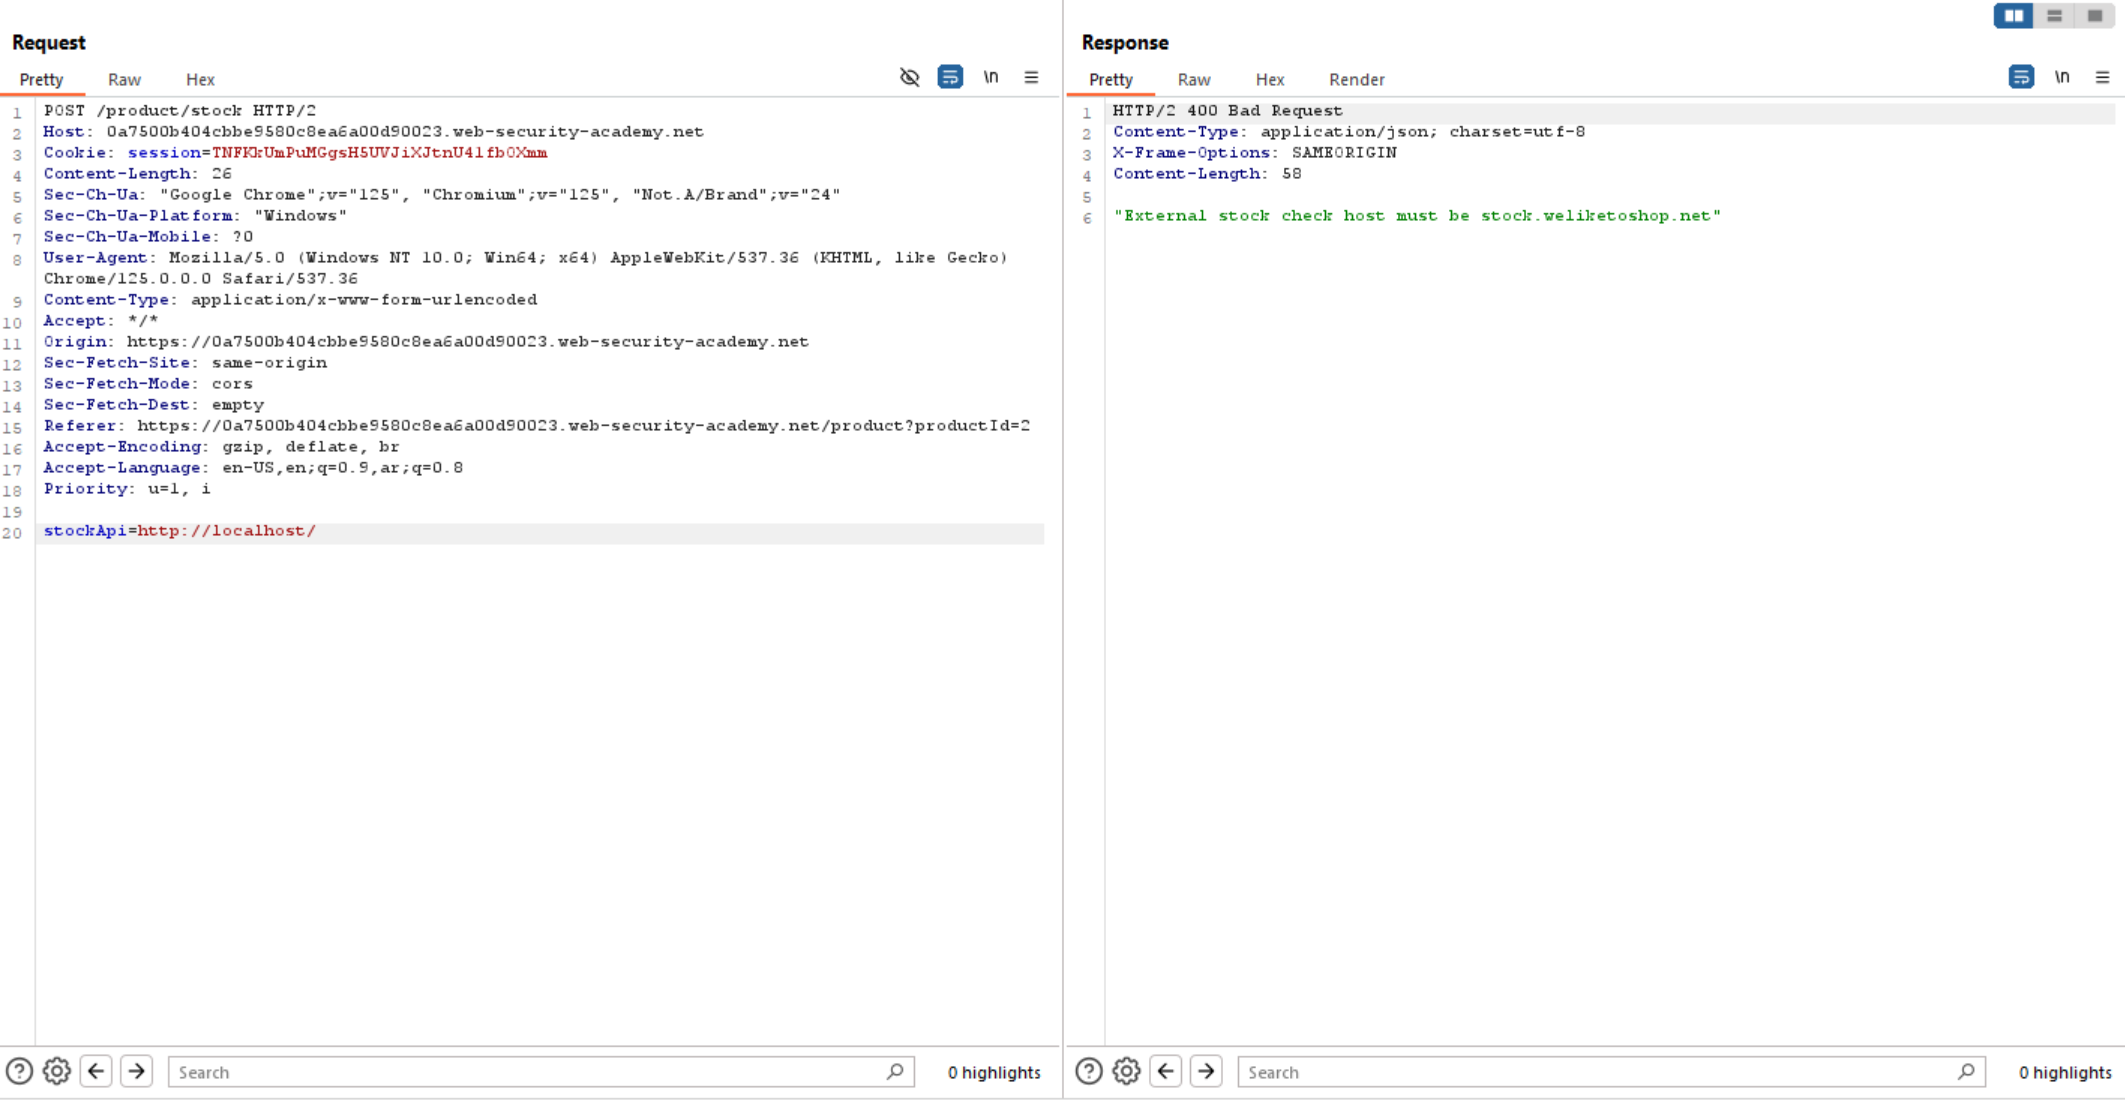 Request
Pretty Raw Hex
\n
1 POST /product/stock HTTP/2
2 Host: 0a7500b404cbbe9580c8ea6a00d90023.web-security-academy.net
3 Cookie: session=TNFKkUmPuMGgsH5UVJiXJtnU41fb0Xmm
4 Content-Length: 26
5 Sec-Ch-Ua: "Google Chrome";v="125", "Chromium";v="125", "Not.A/Brand";v="24"
6 Sec-Ch-Ua-Platform: "Windows"
7 Sec-Ch-Ua-Mobile: ?0
8 User-Agent: Mozilla/5.0 (Windows NT 10.0; Win64; x64) AppleWebKit/537.36 (KHTML, like Gecko)
Chrome/125.0.0.0 Safari/537.36
9 Content-Type: application/x-www-form-urlencoded
10 Accept: */*
11 Origin: https://0a7500b404cbbe9580c8ea6a00d90023.web-security-academy.net
12 Sec-Fetch-Site: same-origin
13 Sec-Fetch-Mode: cors
14 Sec-Fetch-Dest: empty
15 Referer: https://0a7500b404cbbe9580c8ea6a00d90023.web-security-academy.net/product?productId=2
16 Accept-Encoding: gzip, deflate, br
17 Accept-Language: en-US,en;q=0.9,ar;q=0.8
18 Priority: u=1, i
19
20 stockApi=http://localhost/
Search
0 highlights
Response
Pretty Raw Hex Render
\n
1 HTTP/2 400 Bad Request
2 Content-Type: application/json; charset=utf-8
3 X-Frame-Options: SAMEORIGIN
4 Content-Length: 58
5
6 "External stock check host must be stock.weliketoshop.net"
Search
0 highlights